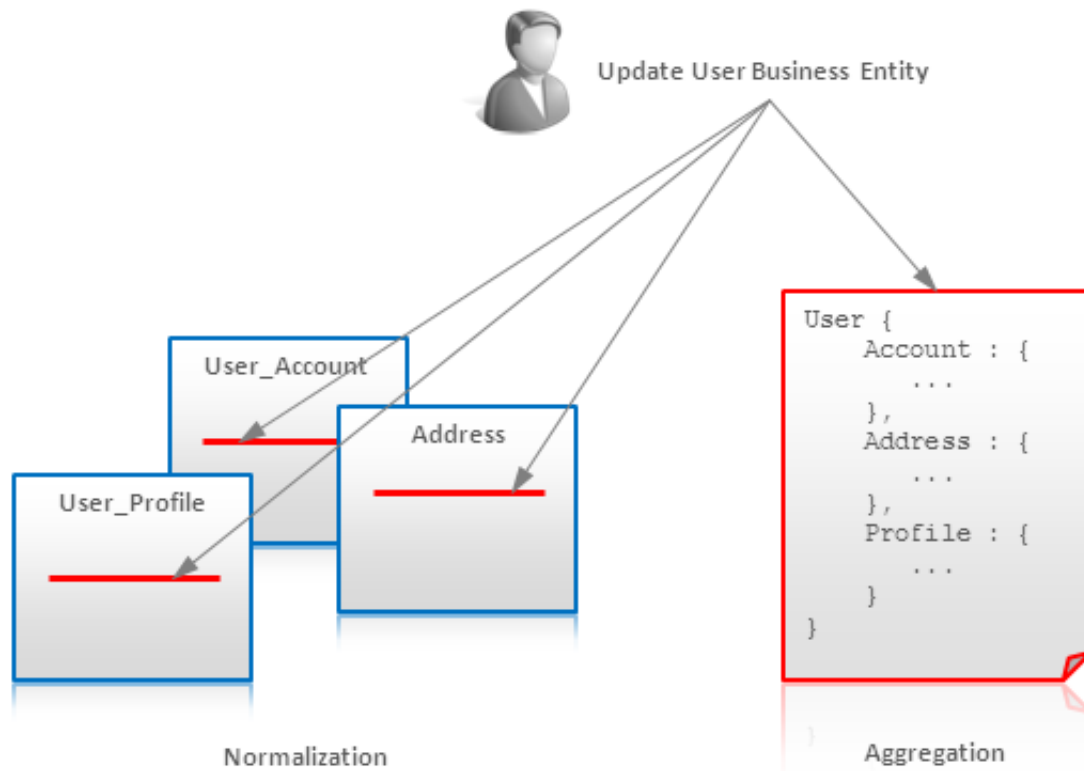 Update User Business Entity
User_Account
Address
User_Profile
User {
Account : {
...
},
Address : {
...
},
Profile : {
...
}
}
Normalization
Aggregation